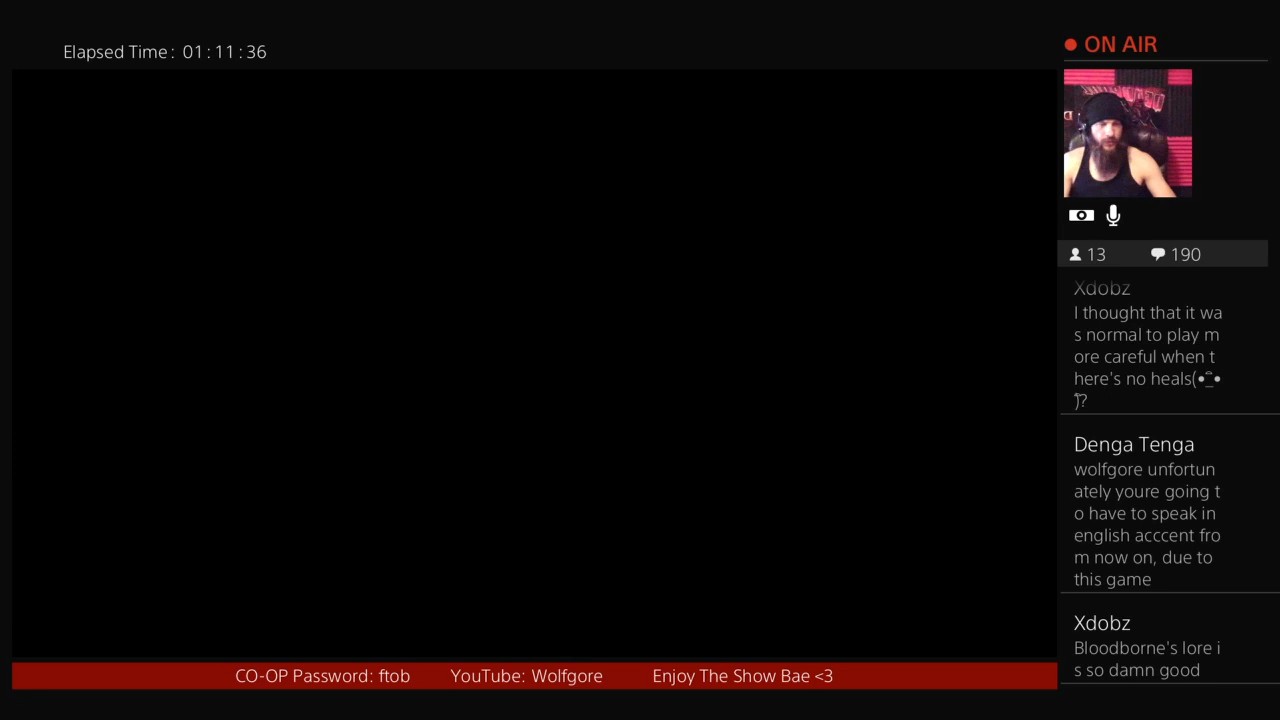 Elapsed Time: 01:11:36
ON AIR
13 190
Xdobz
I thought that it wa
s normal to play m
ore careful when t
here's no heals(•͡_•
)͡?
Denga Tenga
wolfgore unfortun
ately youre going t
o have to speak in
english acccent fro
m now on, due to
this game
Xdobz
Bloodborne's lore i
s so damn good
CO-OP Password: ftob YouTube: Wolfgore Enjoy The Show Bae <3